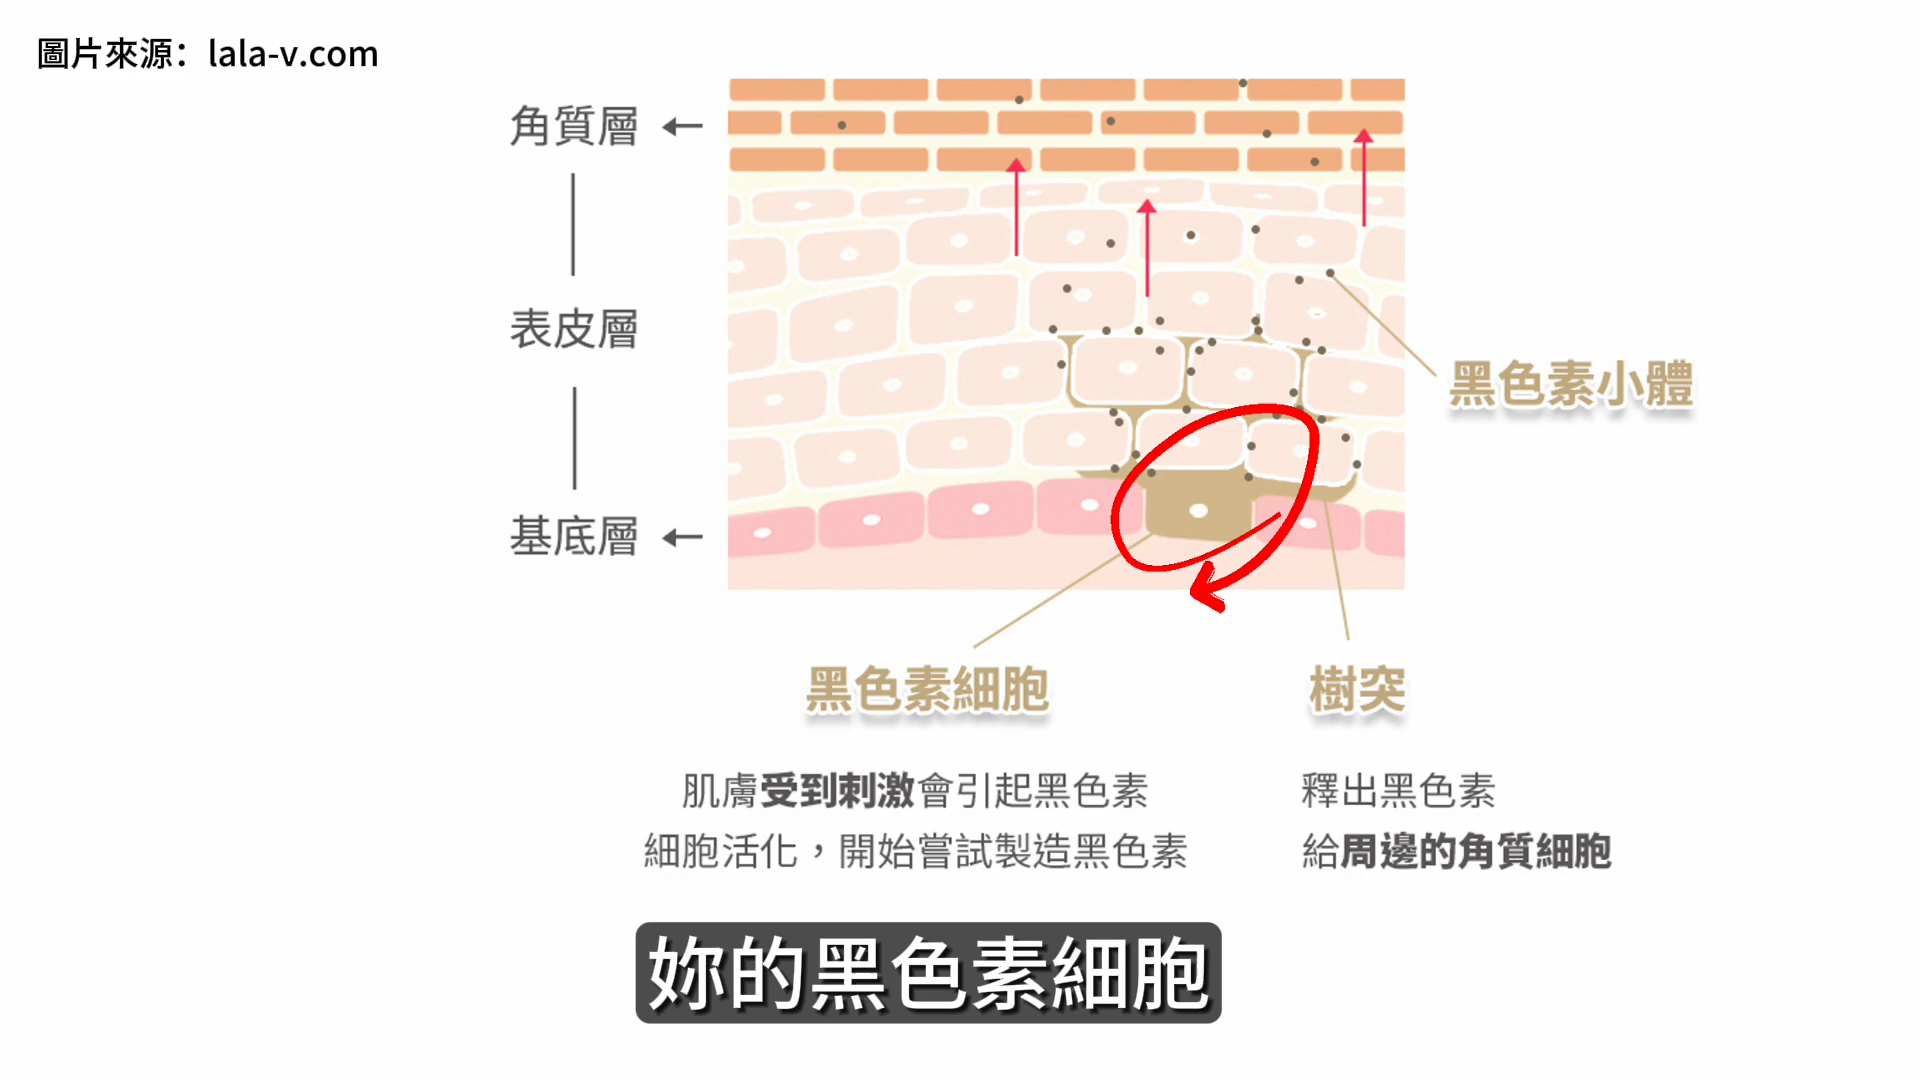 圖片來源：lala-v.com
角質層
表皮層
基底層
黑色素小體
黑色素細胞
樹突
肌膚受到刺激會引起黑色素
細胞活化，開始嘗試製造黑色素
釋出黑色素
給周邊的角質細胞
妳的黑色素細胞